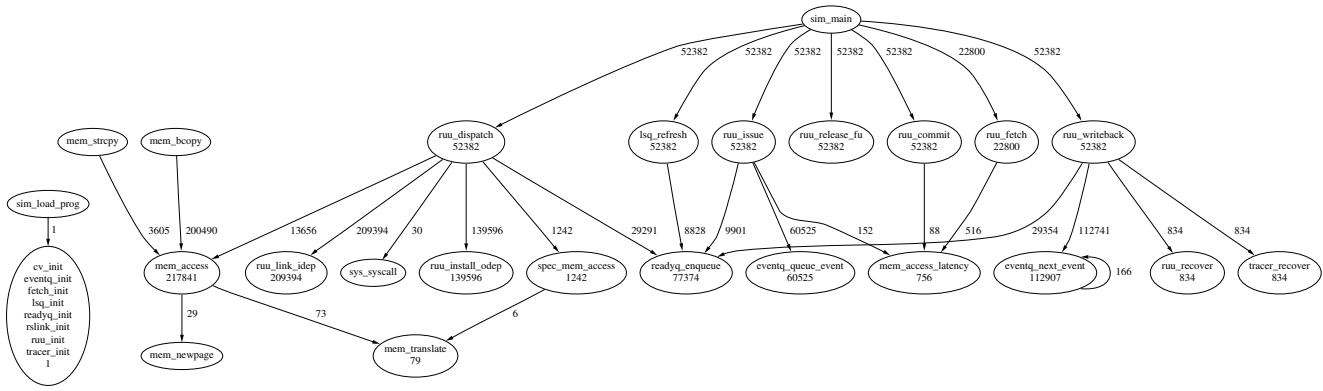 sim_main
52382
52382
52382
52382
52382
22800
52382
mem_strcpy
mem_bcopy
ruu_dispatch
52382
lsq_refresh
52382
ruu_issue
52382
ruu_release_fu
52382
ruu_commit
52382
ruu_fetch
22800
ruu_writeback
52382
sim_load_prog
1
3605
200490
13656
209394
30
139596
1242
29291
8828
9901
60525
152
88
516
29354
112741
834
834
cv_init
eventq_init
fetch_init
lsq_init
readyq_init
rslink_init
ruu_init
tracer_init
1
mem_access
217841
ruu_link_idep
209394
sys_syscall
ruu_install_odep
139596
spec_mem_access
1242
readyq_enqueue
77374
eventq_queue_event
60525
mem_access_latency
756
eventq_next_event
112907
166
ruu_recover
834
tracer_recover
834
29
73
6
mem_newpage
mem_translate
79